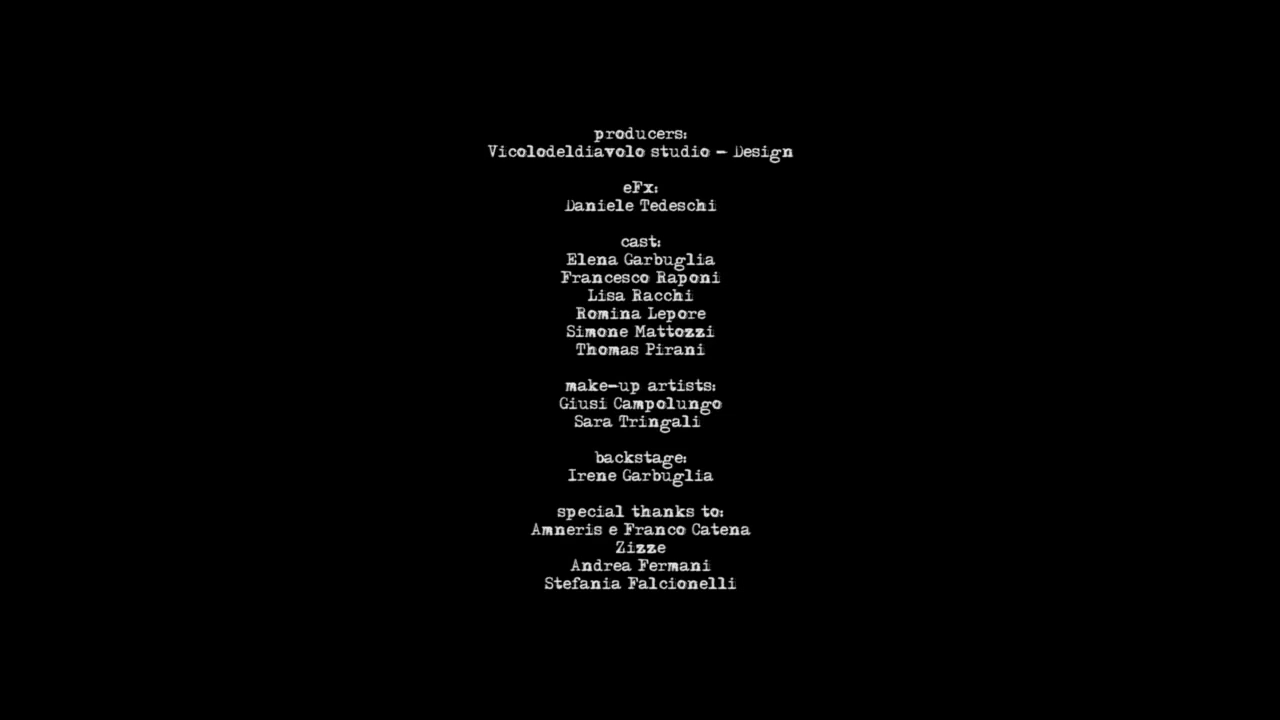 producers:
Vicolodeldiavolo studio - Design
eFx:
Daniele Tedeschi
cast:
Elena Garbuglia
Francesco Raponi
Lisa Racchi
Romina Lepore
Simone Mattozzi
Thomas Pirani
make-up artists:
Giusi Campolungo
Sara Tringali
backstage:
Irene Garbuglia
special thanks to:
Amneris e Franco Catena
Zizze
Andrea Fermani
Stefania Falcionelli